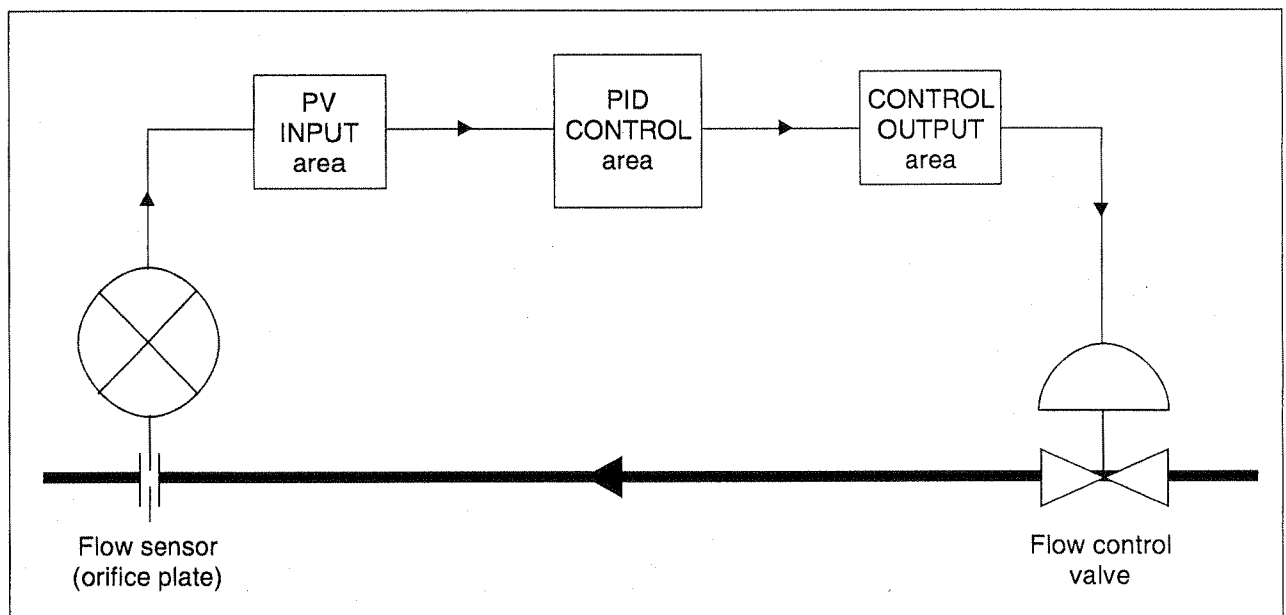 PV
INPUT
area
PID
CONTROL
area
CONTROL
OUTPUT
area
Flow sensor
(orifice plate)
Flow control
valve